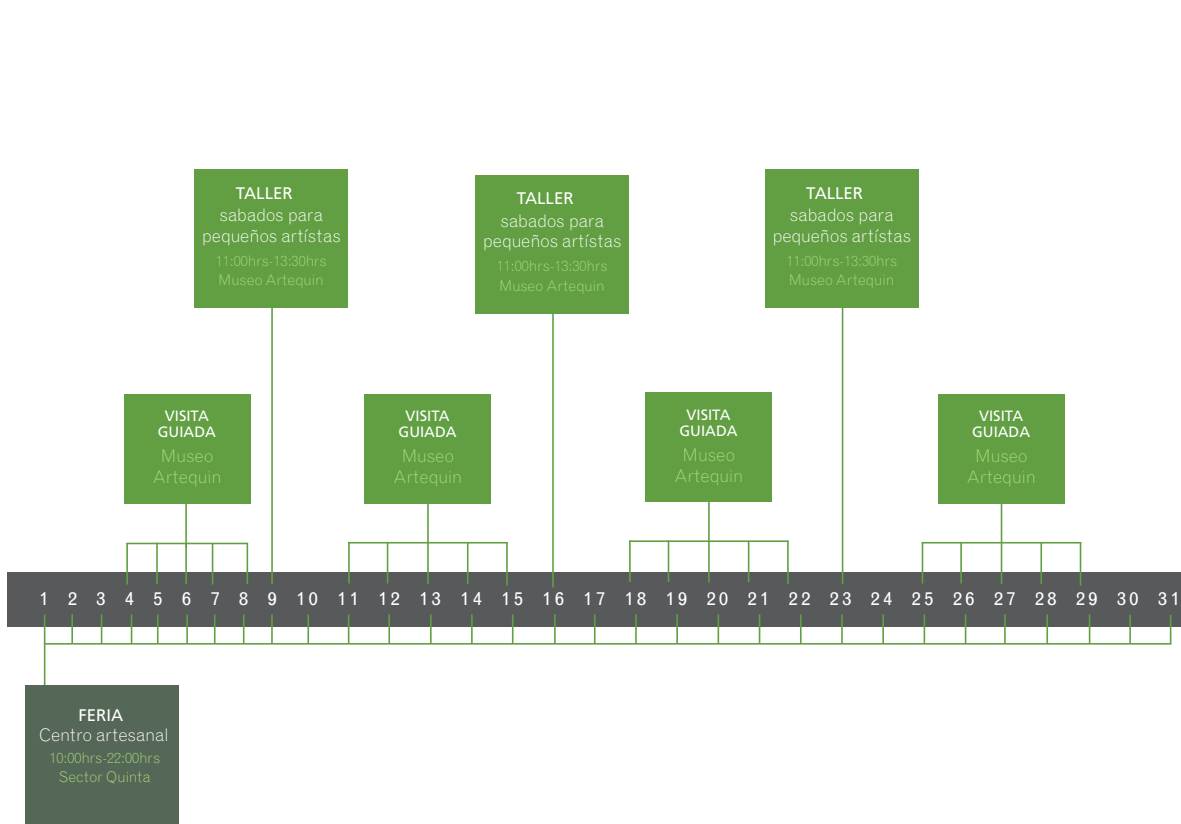 TALLER
sabados para
pequeños artístas
11:00hrs-13:30hrs
Museo Artequin
TALLER
sabados para
pequeños artístas
11:00hrs-13:30hrs
Museo Artequin
TALLER
sabados para
pequeños artístas
11:00hrs-13:30hrs
Museo Artequin
VISITA
GUIADA
Museo
Artequin
VISITA
GUIADA
Museo
Artequin
VISITA
GUIADA
Museo
Artequin
VISITA
GUIADA
Museo
Artequin
1 2 3 4 5 6 7 8 9 10 11 12 13 14 15 16 17 18 19 20 21 22 23 24 25 26 27 28 29 30 31
FERIA
Centro artesanal
10:00hrs-22:00hrs
Sector Quinta